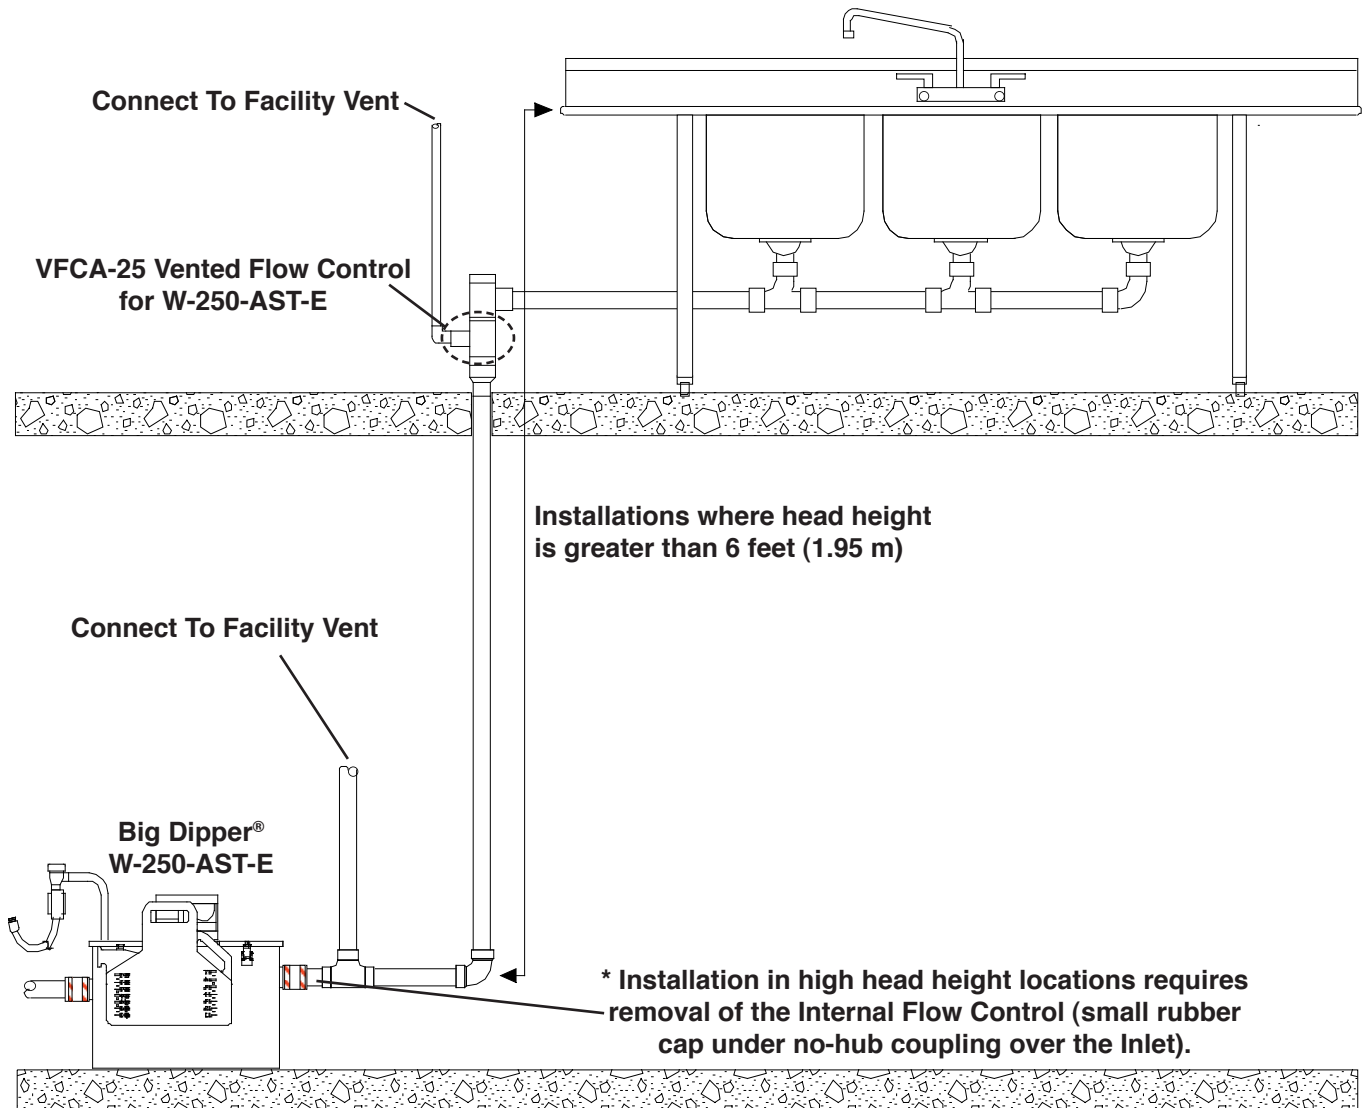 Connect To Facility Vent
VFCA-25 Vented Flow Control
for W-250-AST-E
Installations where head height
is greater than 6 feet (1.95 m)
Connect To Facility Vent
Big Dipper®
W-250-AST-E
* Installation in high head height locations requires
removal of the Internal Flow Control (small rubber
cap under no-hub coupling over the Inlet).